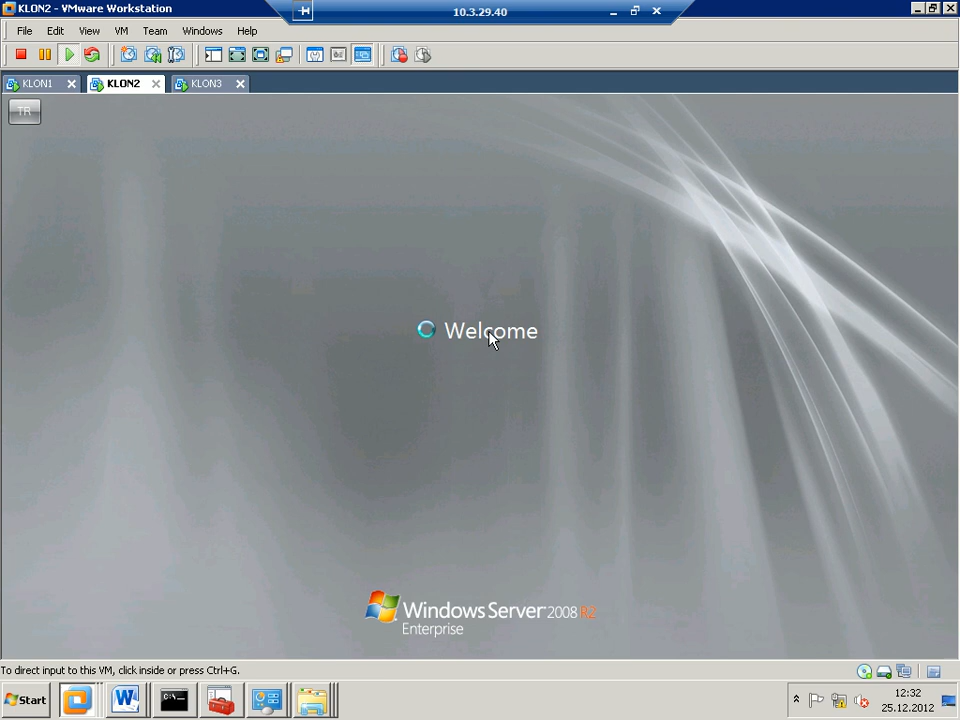 KLON2 - VMware Workstation
10.3.29.40
File Edit View VM Team Windows Help
KLON1 KLON2 KLON3
TR
Welcome
Windows Server 2008 R2
Enterprise
To direct input to this VM, click inside or press Ctrl+G.
Start
12:32
25.12.2012